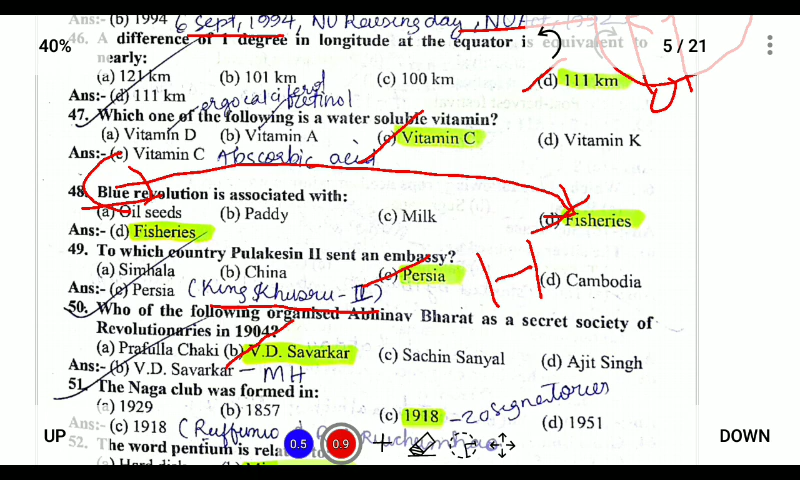 Ans:- (b) 1994 6 sept, 1994, NU Raising day, NU Act, 1992
40%
46. A difference of 1 degree in longitude at the equator is equivalent to
5 / 21
nearly:
(a) 121 km (b) 101 km (c) 100 km (d) 111 km
Ans:- (d) 111 km ergocalciferol Retinol
47. Which one of the following is a water soluble vitamin?
(a) Vitamin D (b) Vitamin A (c) Vitamin C (d) Vitamin K
Ans:- (c) Vitamin C Abscorbic acid
48. Blue revolution is associated with:
(a) Oil seeds (b) Paddy (c) Milk (d) Fisheries
Ans:- (d) Fisheries
49. To which country Pulakesin II sent an embassy?
(a) Simhala (b) China (c) Persia (d) Cambodia
Ans:- (c) Persia (King Khusru - II)
50. Who of the following organised Abhinav Bharat as a secret society of
Revolutionaries in 1904?
(a) Prafulla Chaki (b) V.D. Savarkar (c) Sachin Sanyal (d) Ajit Singh
Ans:- (b) V.D. Savarkar - MH
51. The Naga club was formed in:
(a) 1929 (b) 1857 (c) 1918 - 20 signatories (d) 1951
Ans:- (c) 1918
UP 0.5 0.9 DOWN
52. The word pentium is related to